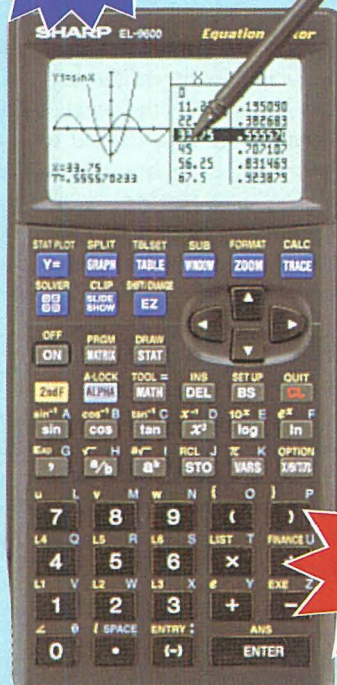 SHARP EL-9600 Equation
Y1=sinX X
0
11.25 .195090
22. .382683
33.75 .555570
45 .707107
X=33.75 56.25 .831469
Y=.555570233 67.5 .923879
STAT PLOT SPLIT TBLSET SUB FORMAT CALC
Y= GRAPH TABLE WINDOW ZOOM TRACE
SOLVER CLIP SHIFT/CHANGE
SLIDE SHOW EZ
OFF PRGM DRAW
ON MATRIX STAT
A-LOCK TOOL = INS SET UP QUIT
2ndF ALPHA MATH DEL BS CL
sin⁻¹ A cos⁻¹ B tan⁻¹ C x⁻¹ D 10ˣ E eˣ F
sin cos tan x² log ln
Exp G √ H ᵃ√ I RCL J π K OPTION
, a/b aᵇ STO VARS X/θ/T/n
u L v M w N { O } P
7 8 9 ( )
L4 Q L5 R L6 S LIST T FINANCE U
4 5 6 ×
L1 V L2 W L3 X e Y EXE Z
1 2 3 + −
∠ θ i SPACE ENTRY : ANS
0 • (-) ENTER